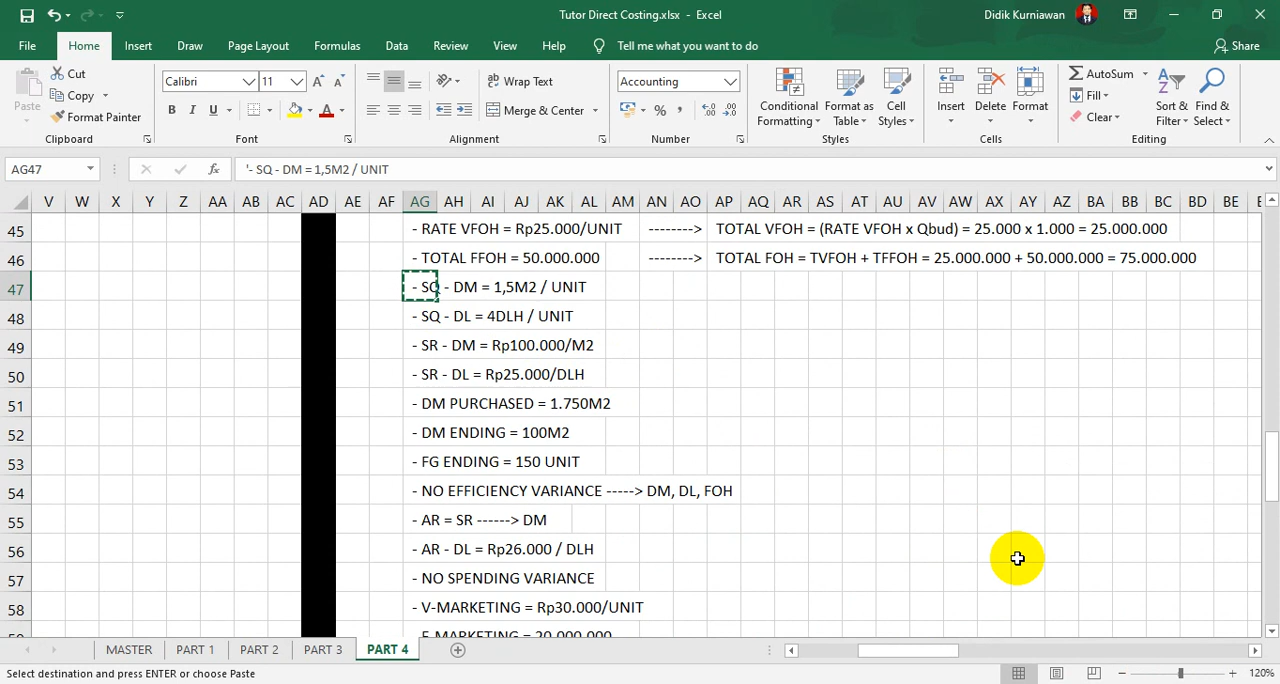 Tutor Direct Costing.xlsx - Excel
Didik Kurniawan
File Home Insert Draw Page Layout Formulas Data Review View Help Tell me what you want to do Share
Paste
Cut
Copy
Format Painter
Clipboard
Calibri 11
B I U
Font
Wrap Text
Merge & Center
Alignment
Accounting
Number
Conditional Formatting
Format as Table
Cell Styles
Styles
Insert Delete Format
Cells
AutoSum
Fill
Clear
Sort & Filter
Find & Select
Editing
AG47
fx
'- SQ - DM = 1,5M2 / UNIT
V W X Y Z AA AB AC AD AE AF AG AH AI AJ AK AL AM AN AO AP AQ AR AS AT AU AV AW AX AY AZ BA BB BC BD BE
45 - RATE VFOH = Rp25.000/UNIT --------> TOTAL VFOH = (RATE VFOH x Qbud) = 25.000 x 1.000 = 25.000.000
46 - TOTAL FFOH = 50.000.000 --------> TOTAL FOH = TVFOH + TFFOH = 25.000.000 + 50.000.000 = 75.000.000
47 - SQ - DM = 1,5M2 / UNIT
48 - SQ - DL = 4DLH / UNIT
49 - SR - DM = Rp100.000/M2
50 - SR - DL = Rp25.000/DLH
51 - DM PURCHASED = 1.750M2
52 - DM ENDING = 100M2
53 - FG ENDING = 150 UNIT
54 - NO EFFICIENCY VARIANCE -----> DM, DL, FOH
55 - AR = SR ------> DM
56 - AR - DL = Rp26.000 / DLH
57 - NO SPENDING VARIANCE
58 - V-MARKETING = Rp30.000/UNIT
59 - F-MARKETING = 20.000.000
MASTER PART 1 PART 2 PART 3 PART 4
Select destination and press ENTER or choose Paste
120%